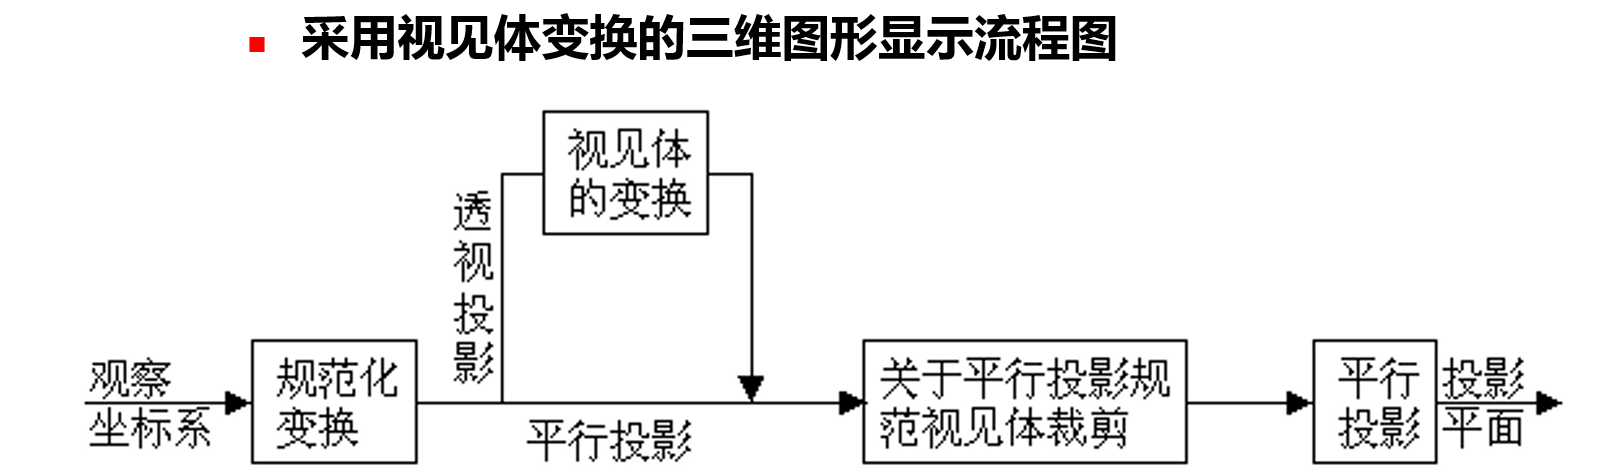 采用视见体变换的三维图形显示流程图
视见体
的变换
透
视
投
影
观察
坐标系
规范化
变换
平行投影
关于平行投影规
范视见体裁剪
平行
投影
投影
平面